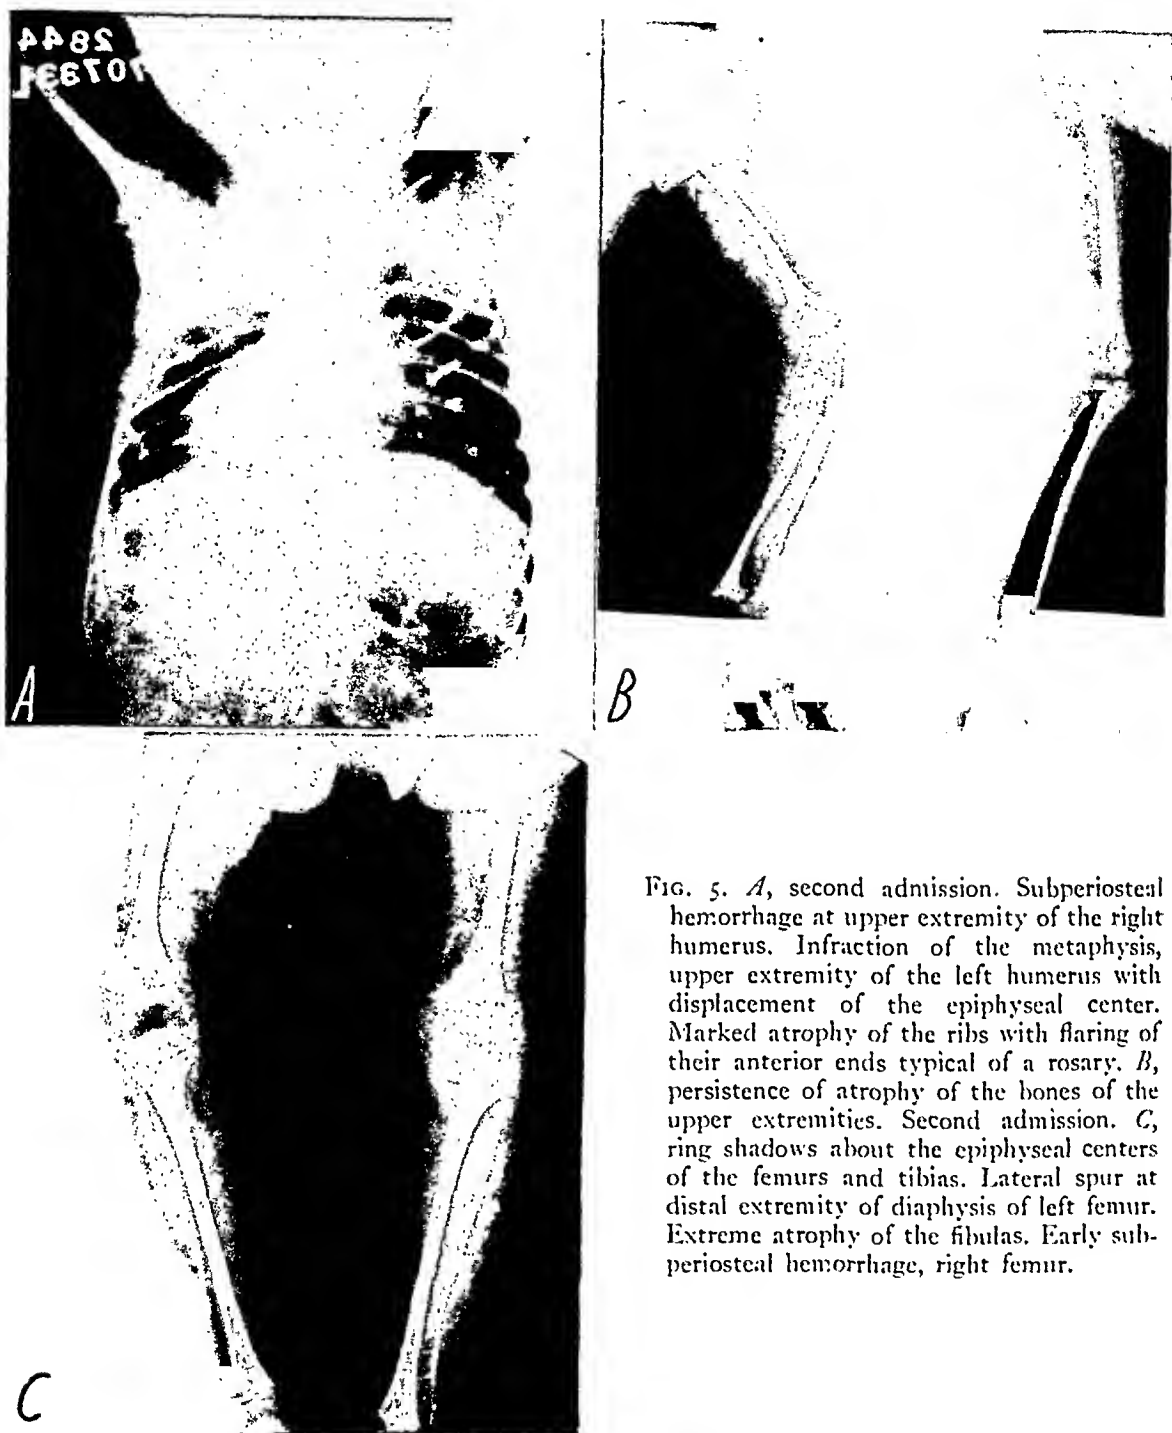 2844
107331
A
B
C
FIG. 5. A, second admission. Subperiosteal
hemorrhage at upper extremity of the right
humerus. Infraction of the metaphysis,
upper extremity of the left humerus with
displacement of the epiphyseal center.
Marked atrophy of the ribs with flaring of
their anterior ends typical of a rosary. B,
persistence of atrophy of the bones of the
upper extremities. Second admission. C,
ring shadows about the epiphyseal centers
of the femurs and tibias. Lateral spur at
distal extremity of diaphysis of left femur.
Extreme atrophy of the fibulas. Early sub-
periosteal hemorrhage, right femur.